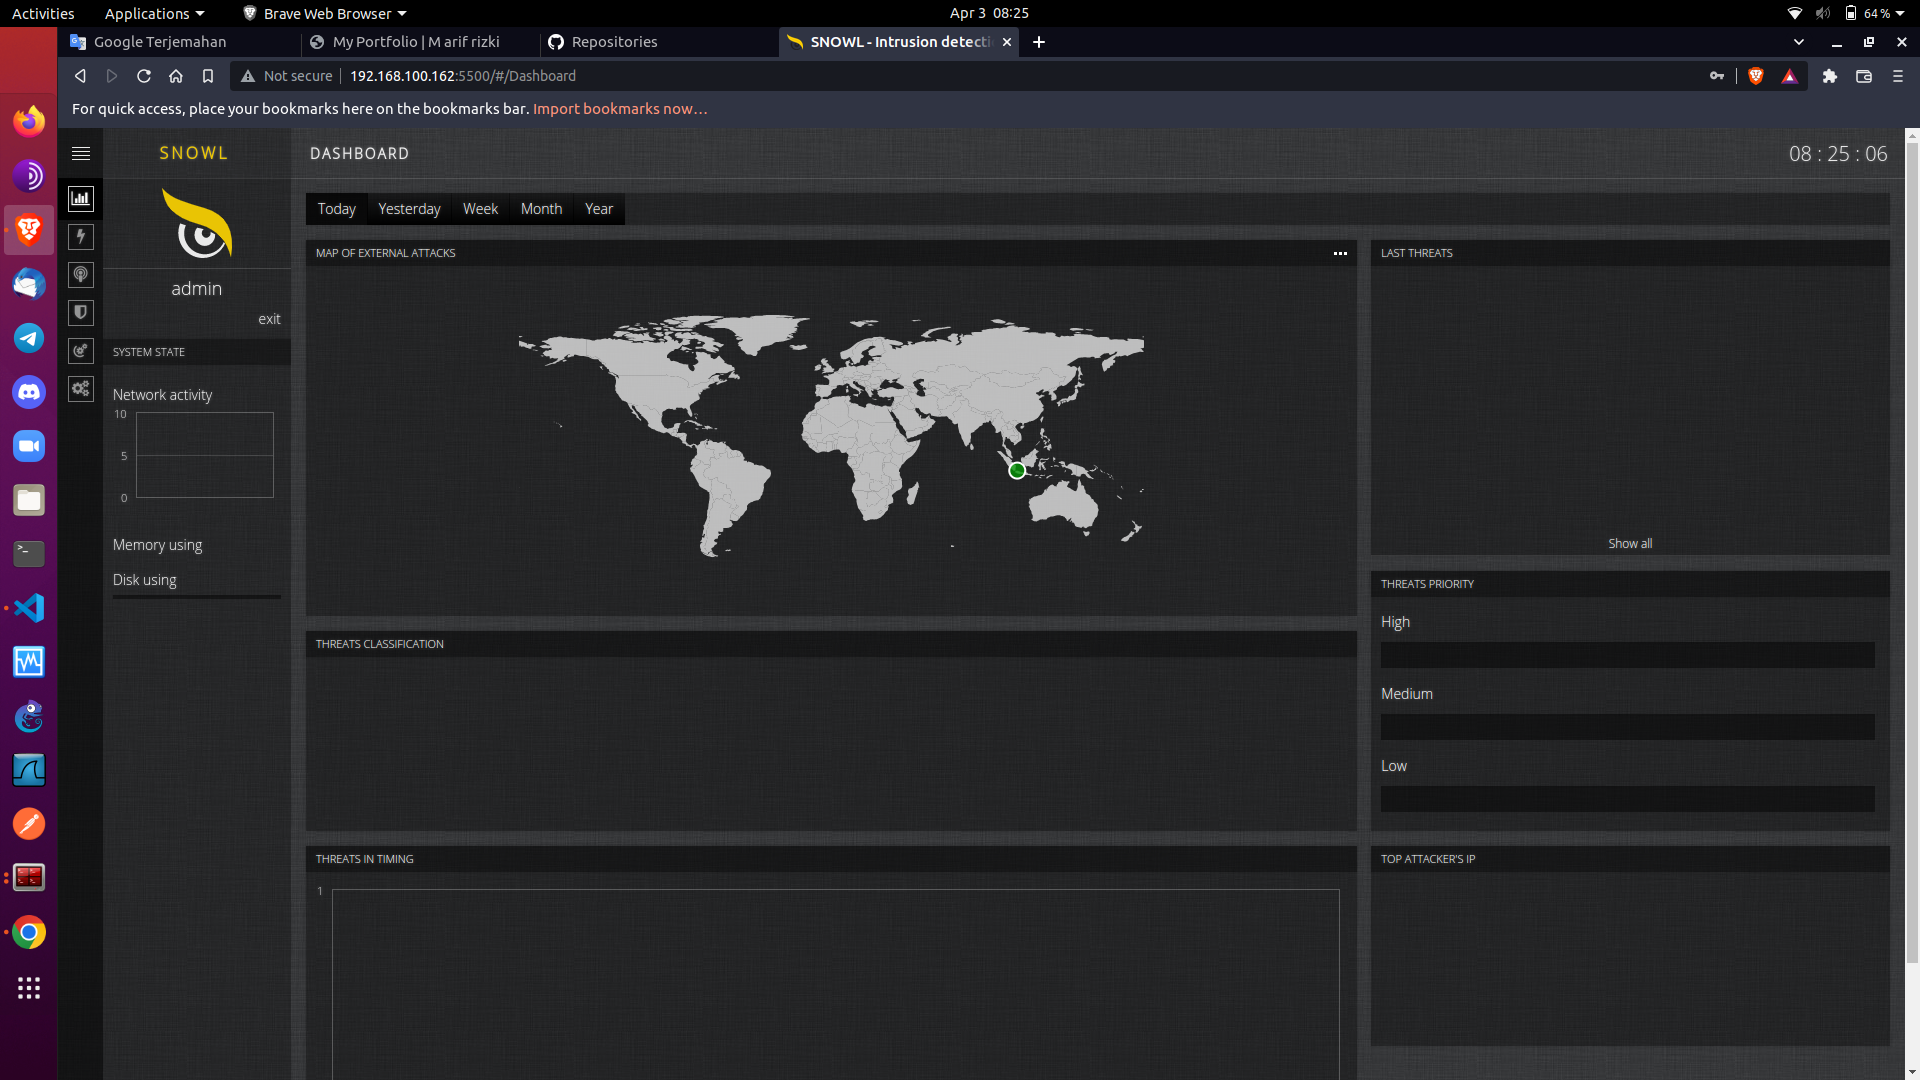 Activities Applications Brave Web Browser Apr 3 08:25 64 %
Google Terjemahan My Portfolio | M arif rizki Repositories SNOWL - Intrusion detecti
Not secure 192.168.100.162:5500/#/Dashboard
For quick access, place your bookmarks here on the bookmarks bar. Import bookmarks now...
SNOWL DASHBOARD 08 : 25 : 06
Today Yesterday Week Month Year
MAP OF EXTERNAL ATTACKS LAST THREATS
admin
exit
SYSTEM STATE
Network activity
10
5
0
Memory using
Show all
Disk using
THREATS PRIORITY
High
THREATS CLASSIFICATION
Medium
Low
THREATS IN TIMING TOP ATTACKER'S IP
1